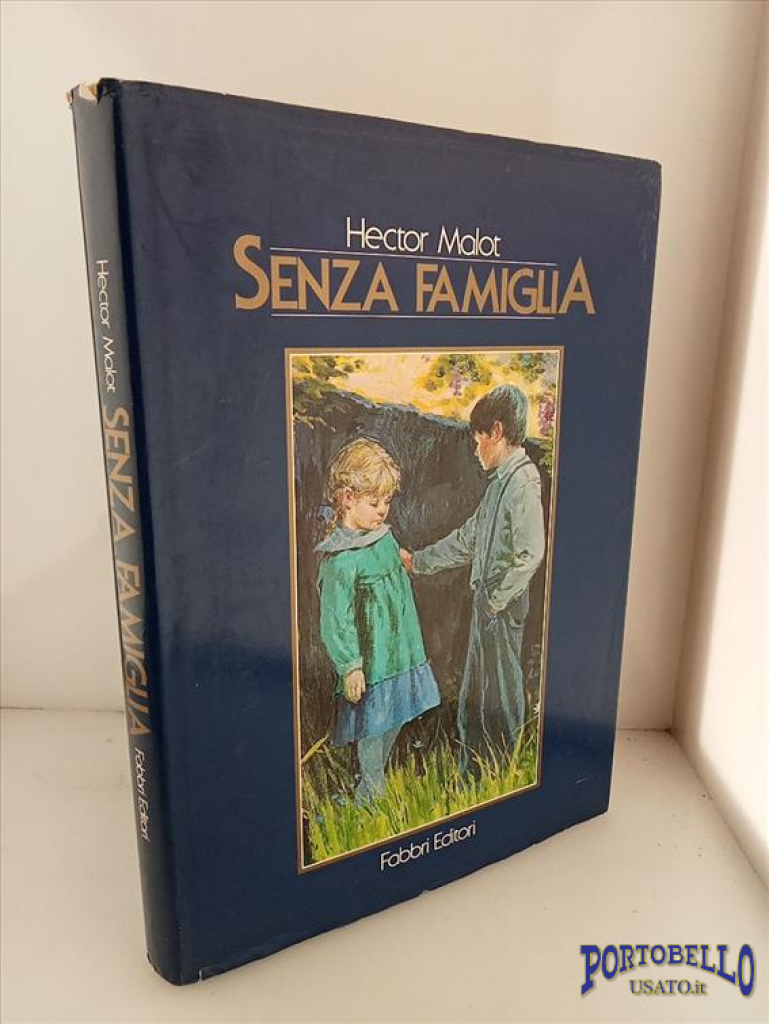 Hector Malot
SENZA FAMIGLIA
Fabbri Editori
Hector Malot SENZA FAMIGLIA Fabbri Editori
PORTOBELLO
USATO.it